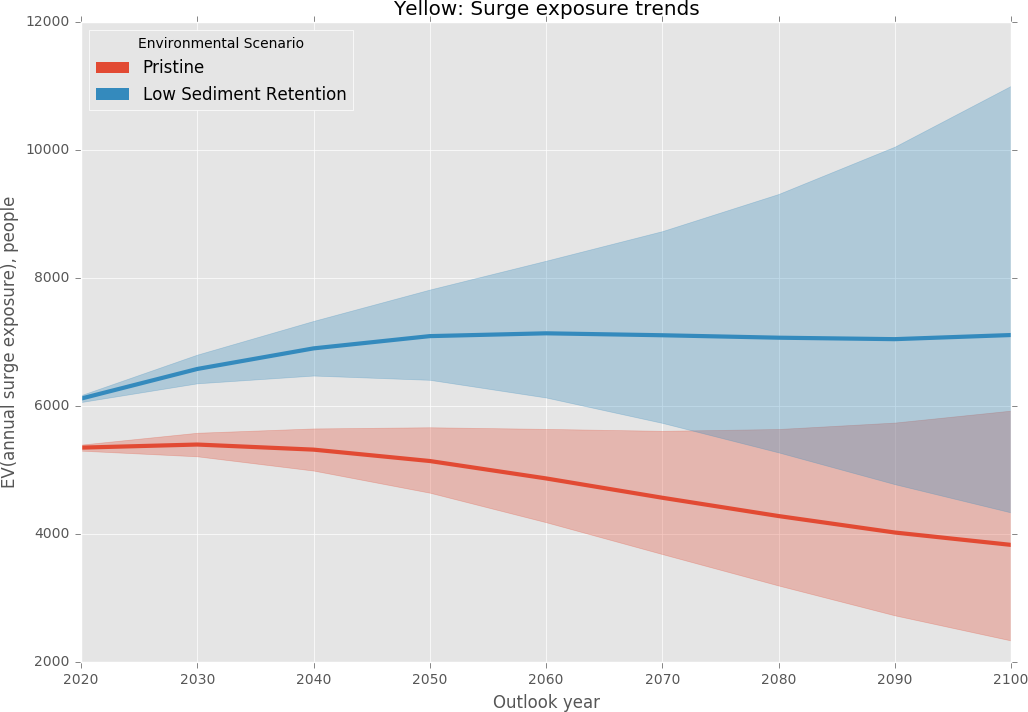 Yellow: Surge exposure trends
12000
10000
8000
6000
4000
2000
EV(annual surge exposure), people
Environmental Scenario
Pristine
Low Sediment Retention
2020 2030 2040 2050 2060 2070 2080 2090 2100
Outlook year